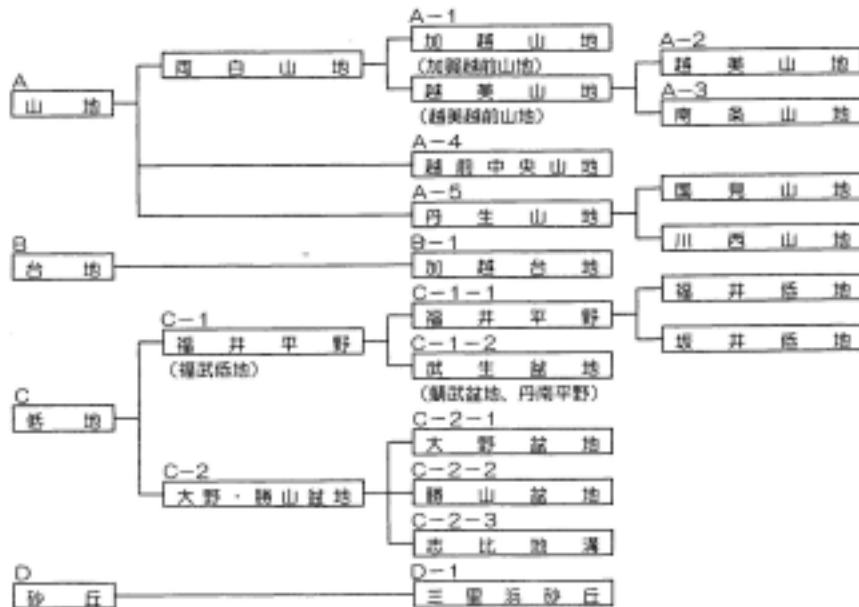 A
山地
両白山地
A-1
加越山地
(加賀越前山地)
越美山地
(越美越前山地)
A-2
越美山地
A-3
南条山地
A-4
越前中央山地
A-5
丹生山地
国見山地
川西山地
B
台地
B-1
加越台地
C
低地
C-1
福井平野
(福武低地)
C-1-1
福井平野
福井低地
坂井低地
C-1-2
武生盆地
(鯖武盆地、丹南平野)
C-2
大野・勝山盆地
C-2-1
大野盆地
C-2-2
勝山盆地
C-2-3
志比地溝
D
砂丘
D-1
三里浜砂丘